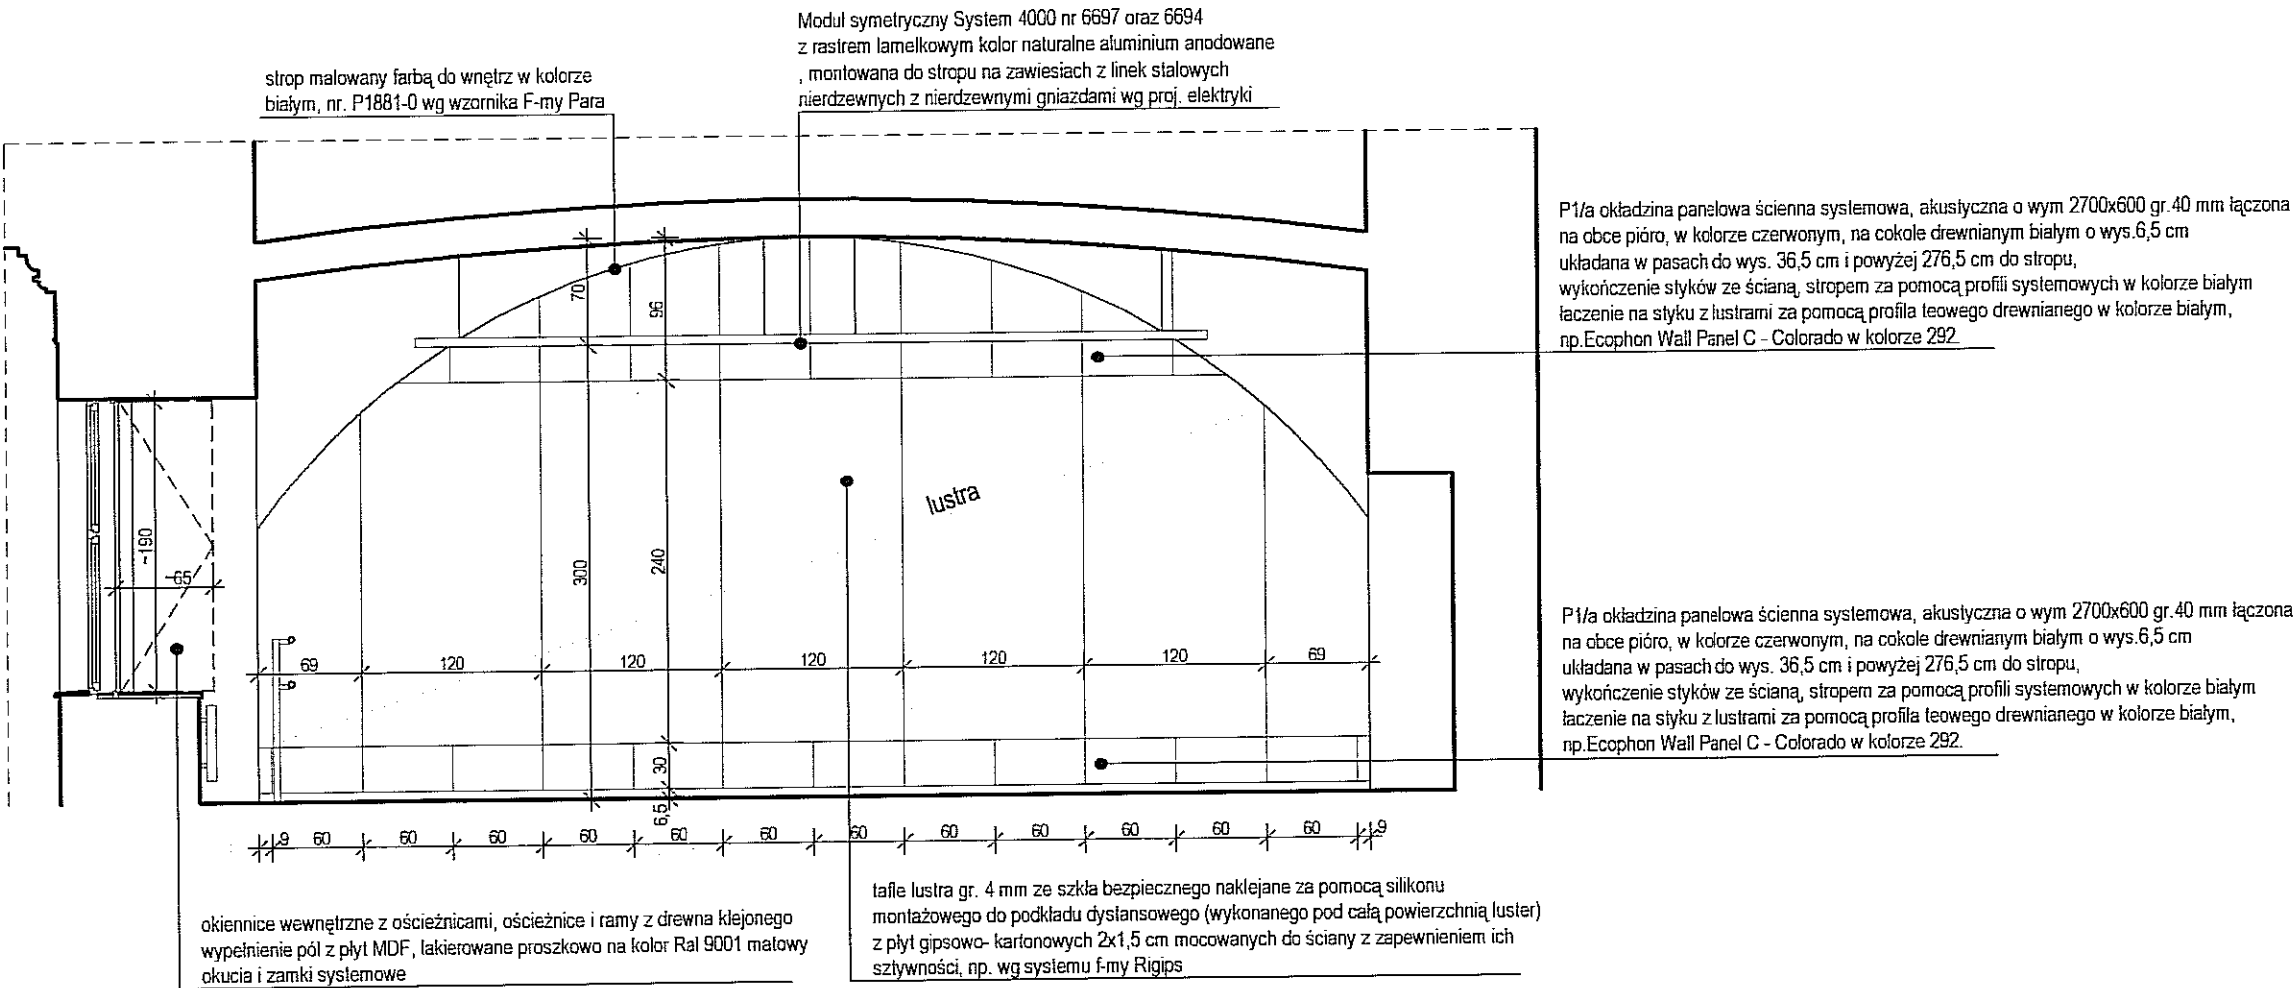 Moduł symetryczny System 4000 nr 6697 oraz 6694
z rastrem lamelkowym kolor naturalne aluminium anodowane
, montowana do stropu na zawiesiach z linek stalowych
nierdzewnych z nierdzewnymi gniazdami wg proj. elektryki
strop malowany farbą do wnętrz w kolorze
białym, nr. P1881-0 wg wzornika F-my Para
P1/a okładzina panelowa ścienna systemowa, akustyczna o wym 2700x600 gr.40 mm łączona
na obce pióro, w kolorze czerwonym, na cokole drewnianym białym o wys.6,5 cm
układana w pasach do wys. 36,5 cm i powyżej 276,5 cm do stropu,
wykończenie styków ze ścianą, stropem za pomocą profili systemowych w kolorze białym
łaczenie na styku z lustrami za pomocą profila teowego drewnianego w kolorze białym,
np.Ecophon Wall Panel C - Colorado w kolorze 292.
70
96
lustra
~190
~65
300
240
69 120 120 120 120 120 69
30
6,5
P1/a okładzina panelowa ścienna systemowa, akustyczna o wym 2700x600 gr.40 mm łączona
na obce pióro, w kolorze czerwonym, na cokole drewnianym białym o wys.6,5 cm
układana w pasach do wys. 36,5 cm i powyżej 276,5 cm do stropu,
wykończenie styków ze ścianą, stropem za pomocą profili systemowych w kolorze białym
łaczenie na styku z lustrami za pomocą profila teowego drewnianego w kolorze białym,
np.Ecophon Wall Panel C - Colorado w kolorze 292.
9 60 60 60 60 60 60 60 60 60 60 60 60 9
okiennice wewnętrzne z ościeżnicami, ościeżnice i ramy z drewna klejonego
wypełnienie pól z płyt MDF, lakierowane proszkowo na kolor Ral 9001 matowy
okucia i zamki systemowe
tafle lustra gr. 4 mm ze szkła bezpiecznego naklejane za pomocą silikonu
montażowego do podkładu dystansowego (wykonanego pod całą powierzchnią luster)
z płyt gipsowo- kartonowych 2x1,5 cm mocowanych do ściany z zapewnieniem ich
sztywności, np. wg systemu f-my Rigips